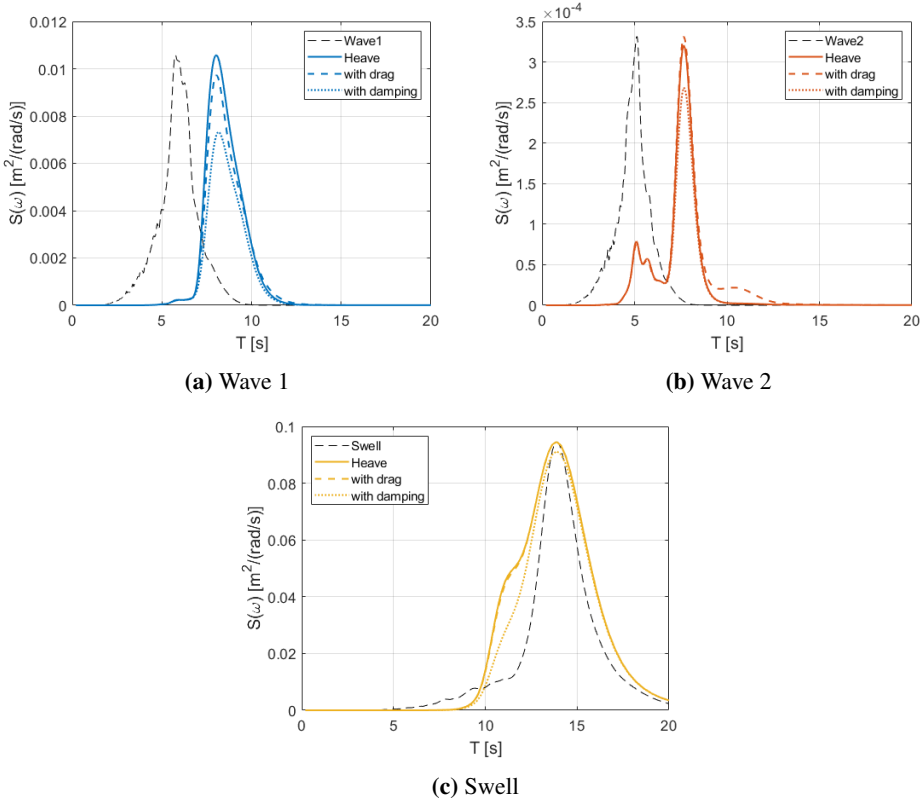 0.012
0.01
0.008
0.006
0.004
0.002
0
0
5
10
15
20
S(ω) [m²/(rad/s)]
T [s]
Wave1
Heave
with drag
with damping
(a) Wave 1
×10⁻⁴
3.5
3
2.5
2
1.5
1
0.5
0
0
5
10
15
20
S(ω) [m²/(rad/s)]
T [s]
Wave2
Heave
with drag
with damping
(b) Wave 2
0.1
0.08
0.06
0.04
0.02
0
0
5
10
15
20
S(ω) [m²/(rad/s)]
T [s]
Swell
Heave
with drag
with damping
(c) Swell